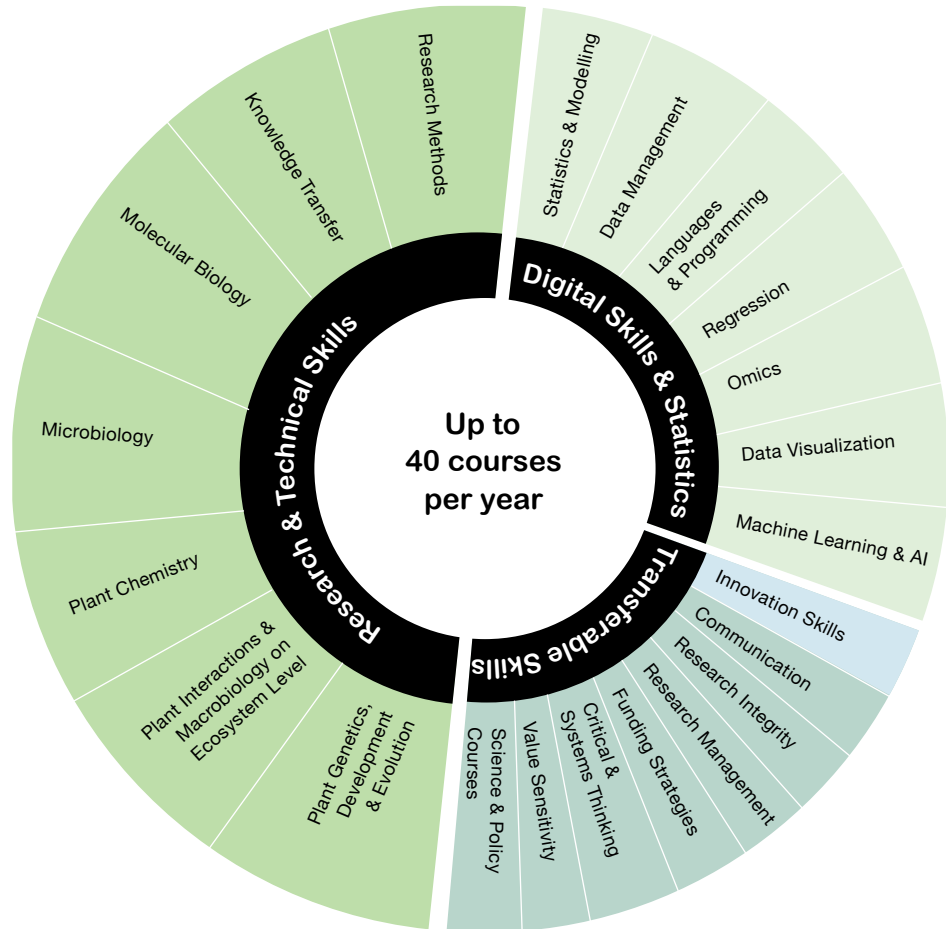 Up to
40 courses
per year
Digital Skills & Statistics
Statistics & Modelling
Data Management
Languages
& Programming
Regression
Omics
Data Visualization
Machine Learning & AI
Transferable Skills
Innovation Skills
Communication
Research Integrity
Research Management
Funding Strategies
Critical &
Systems Thinking
Value Sensitivity
Science & Policy
Courses
Research & Technical Skills
Plant Genetics,
Development
& Evolution
Plant Interactions &
Macrobiology on
Ecosystem Level
Plant Chemistry
Microbiology
Molecular Biology
Knowledge Transfer
Research Methods